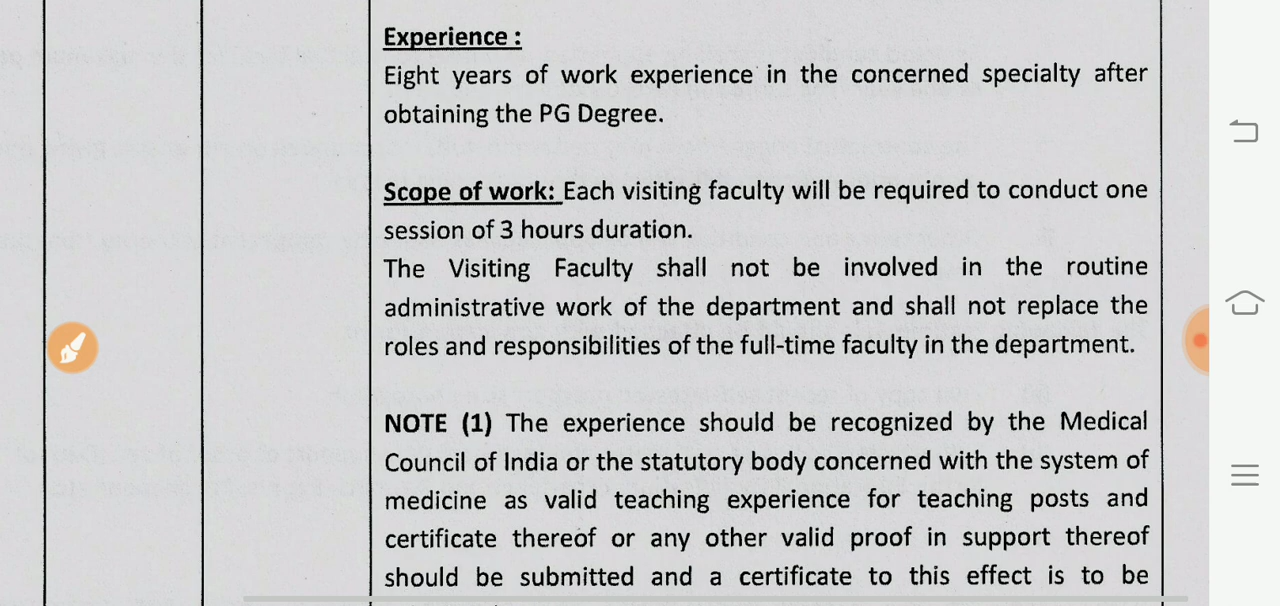 Experience :
Eight years of work experience in the concerned specialty after
obtaining the PG Degree.
Scope of work: Each visiting faculty will be required to conduct one
session of 3 hours duration.
The Visiting Faculty shall not be involved in the routine
administrative work of the department and shall not replace the
roles and responsibilities of the full-time faculty in the department.
NOTE (1) The experience should be recognized by the Medical
Council of India or the statutory body concerned with the system of
medicine as valid teaching experience for teaching posts and
certificate thereof or any other valid proof in support thereof
should be submitted and a certificate to this effect is to be